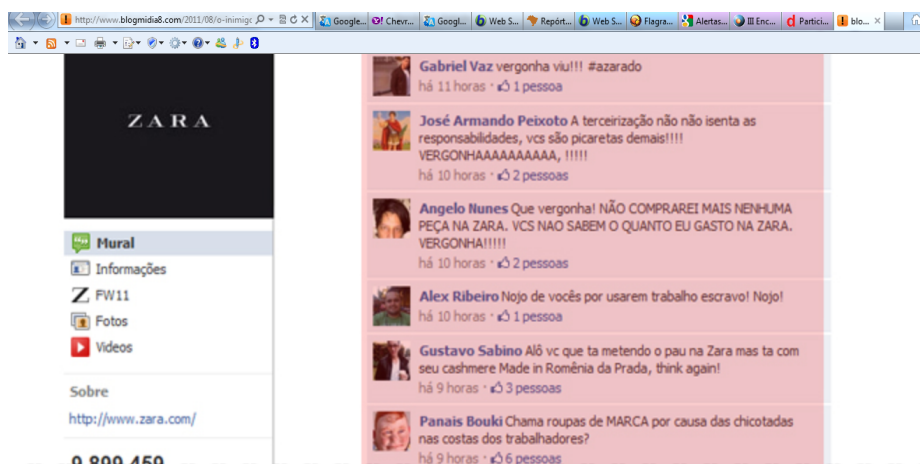 http://www.blogmidia8.com/2011/08/o-inimigo
Google...
Chevr...
Googl...
Web S...
Repórt...
Web S...
Flagra...
Alertas...
III Enc...
Partici...
blo...
ZARA
Mural
Informações
FW11
Fotos
Videos
Sobre
http://www.zara.com/
9.899.459
Gabriel Vaz vergonha viu!!! #azarado
há 11 horas · 1 pessoa
José Armando Peixoto A terceirização não não isenta as
responsabilidades, vcs são picaretas demais!!!!
VERGONHAAAAAAAAAA, !!!!!
há 10 horas · 2 pessoas
Angelo Nunes Que vergonha! NÃO COMPRAREI MAIS NENHUMA
PEÇA NA ZARA. VCS NAO SABEM O QUANTO EU GASTO NA ZARA.
VERGONHA!!!!!
há 10 horas · 2 pessoas
Alex Ribeiro Nojo de vocês por usarem trabalho escravo! Nojo!
há 10 horas · 1 pessoa
Gustavo Sabino Alô vc que ta metendo o pau na Zara mas ta com
seu cashmere Made in Romênia da Prada, think again!
há 9 horas · 3 pessoas
Panais Bouki Chama roupas de MARCA por causa das chicotadas
nas costas dos trabalhadores?
há 9 horas · 6 pessoas